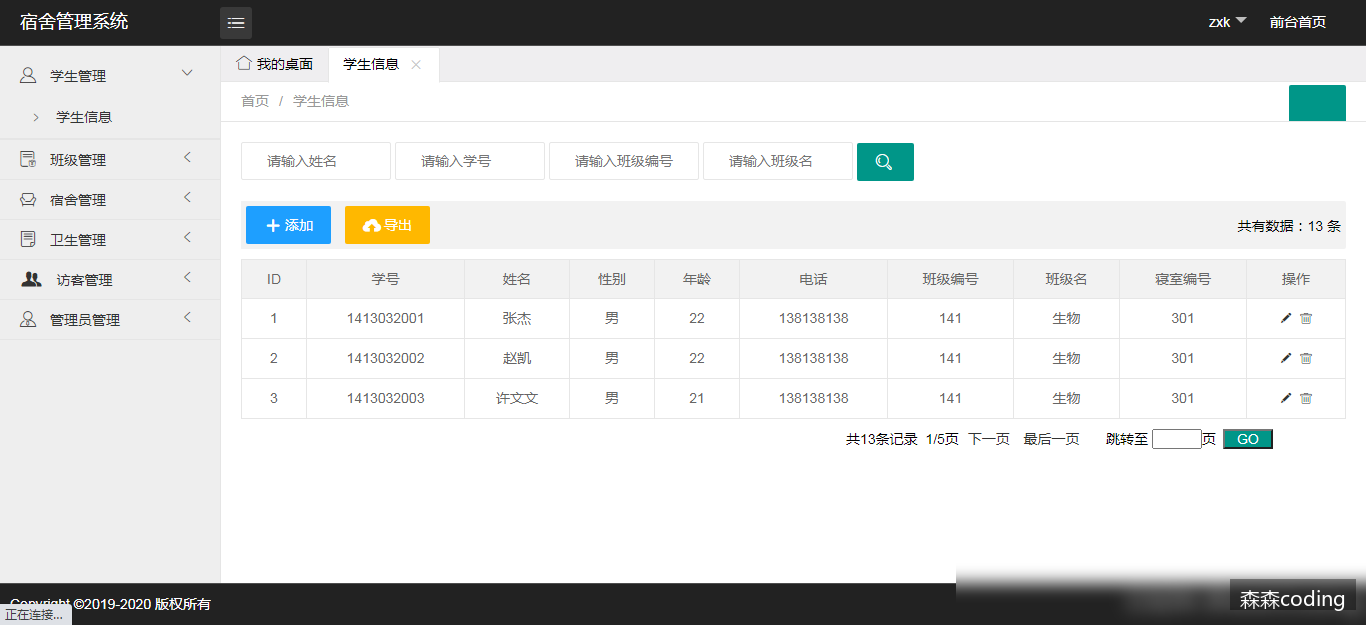 宿舍管理系统
zxk 前台首页
学生管理
学生信息
班级管理
宿舍管理
卫生管理
访客管理
管理员管理
我的桌面 学生信息
首页 / 学生信息
请输入姓名 请输入学号 请输入班级编号 请输入班级名
添加 导出 共有数据：13 条
ID 学号 姓名 性别 年龄 电话 班级编号 班级名 寝室编号 操作
1 1413032001 张杰 男 22 138138138 141 生物 301
2 1413032002 赵凯 男 22 138138138 141 生物 301
3 1413032003 许文文 男 21 138138138 141 生物 301
共13条记录 1/5页 下一页 最后一页 跳转至 页 GO
Copyright ©2019-2020 版权所有
正在连接...
森森coding